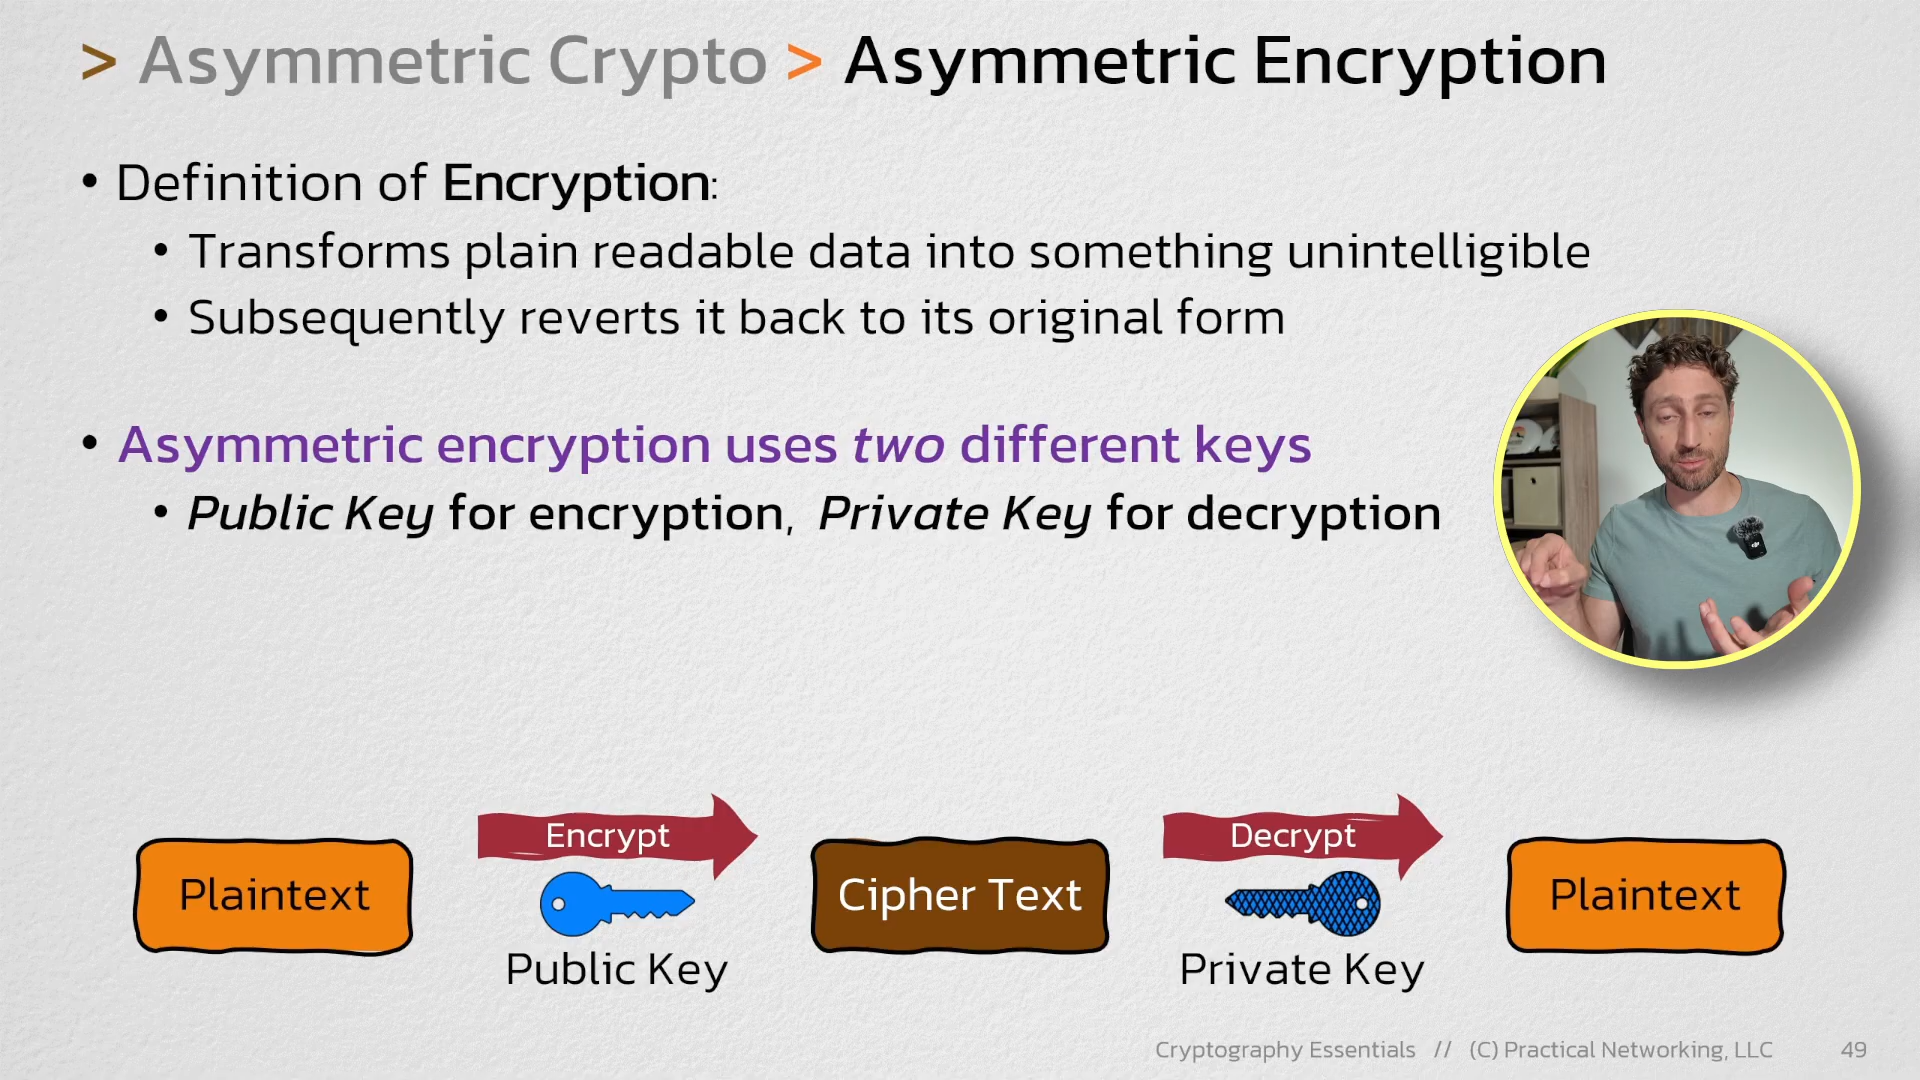 > Asymmetric Crypto > Asymmetric Encryption
• Definition of Encryption:
• Transforms plain readable data into something unintelligible
• Subsequently reverts it back to its original form
• Asymmetric encryption uses two different keys
• Public Key for encryption, Private Key for decryption
Plaintext
Encrypt
Public Key
Cipher Text
Decrypt
Private Key
Plaintext
Cryptography Essentials // (C) Practical Networking, LLC 49